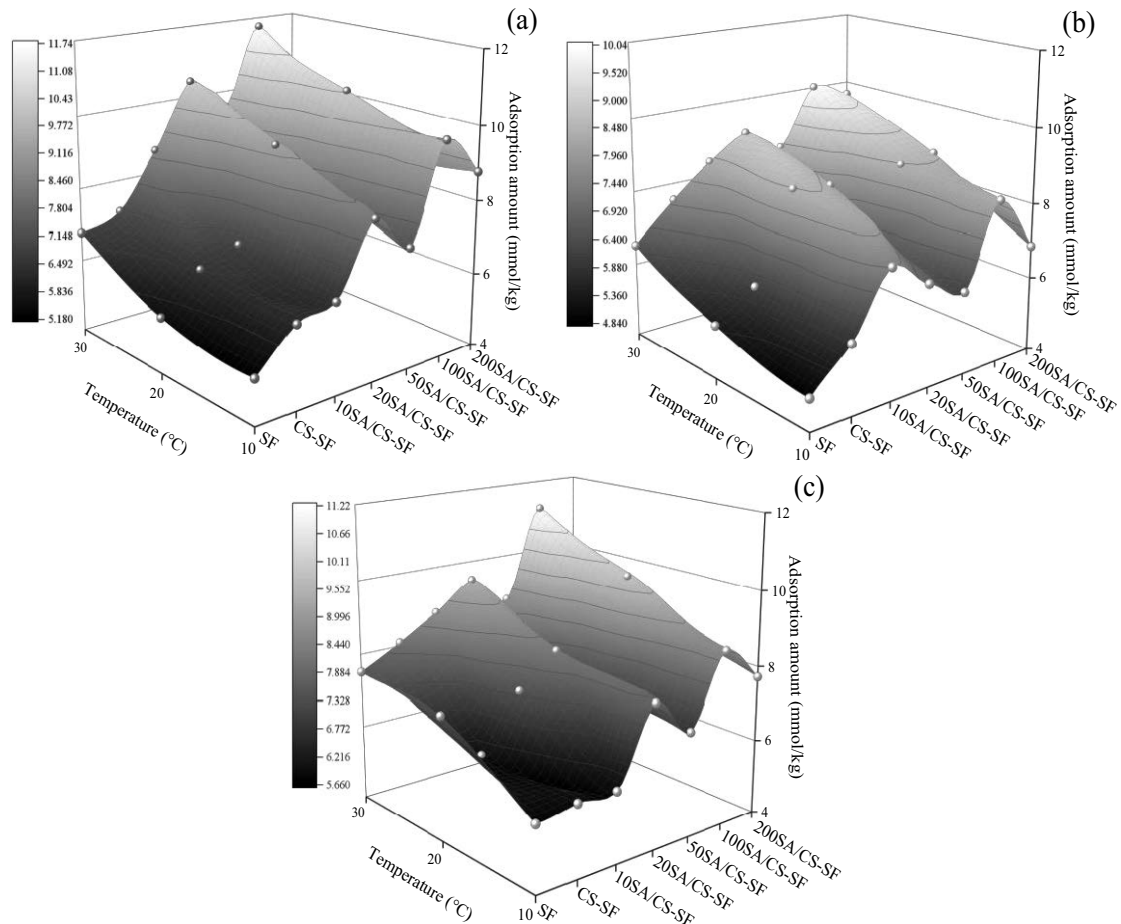 (a)
11.74
11.08
10.43
9.772
9.116
8.460
7.804
7.148
6.492
5.836
5.180
12
10
8
6
4
Adsorption amount (mmol/kg)
30
20
10
Temperature (°C)
SF
CS-SF
10SA/CS-SF
20SA/CS-SF
50SA/CS-SF
100SA/CS-SF
200SA/CS-SF
(b)
10.04
9.520
9.000
8.480
7.960
7.440
6.920
6.400
5.880
5.360
4.840
12
10
8
6
4
Adsorption amount (mmol/kg)
30
20
10
Temperature (°C)
SF
CS-SF
10SA/CS-SF
20SA/CS-SF
50SA/CS-SF
100SA/CS-SF
200SA/CS-SF
(c)
11.22
10.66
10.11
9.552
8.996
8.440
7.884
7.328
6.772
6.216
5.660
12
10
8
6
4
Adsorption amount (mmol/kg)
30
20
10
Temperature (°C)
SF
CS-SF
10SA/CS-SF
20SA/CS-SF
50SA/CS-SF
100SA/CS-SF
200SA/CS-SF